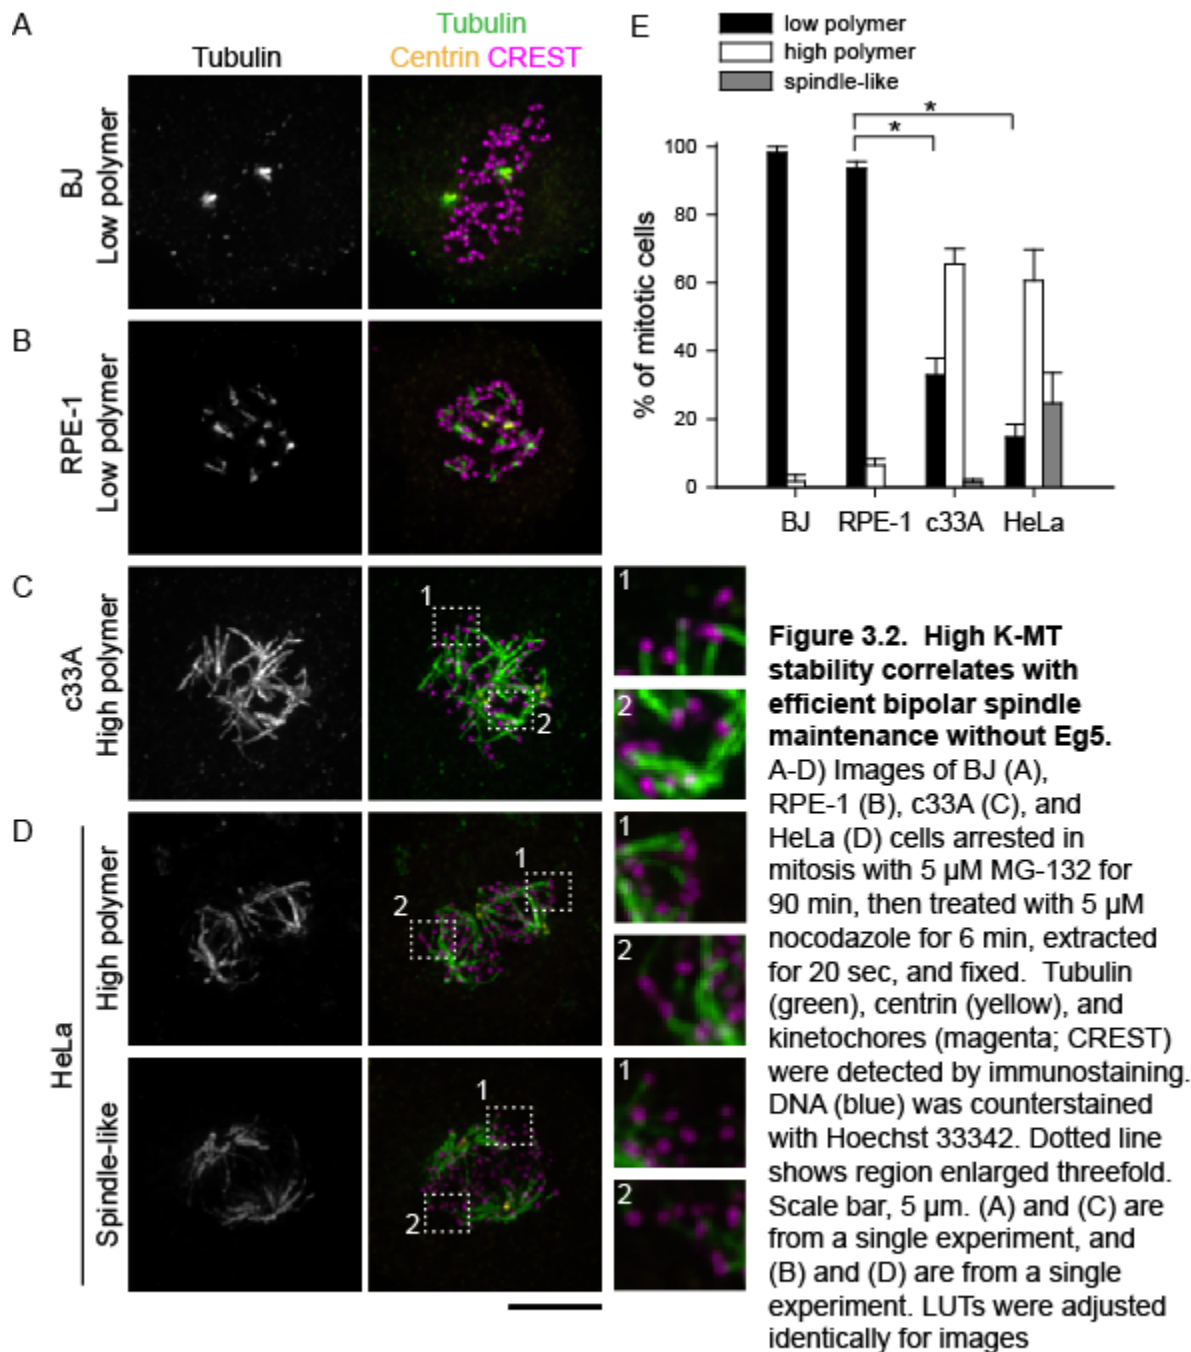 A
Tubulin
Tubulin
Centrin CREST
BJ
Low polymer
B
RPE-1
Low polymer
C
c33A
High polymer
1
2
1
2
D
HeLa
High polymer
1
2
1
2
Spindle-like
1
2
1
2
E
low polymer
high polymer
spindle-like
*
*
% of mitotic cells
100
80
60
40
20
0
BJ RPE-1 c33A HeLa
Figure 3.2. High K-MT
stability correlates with
efficient bipolar spindle
maintenance without Eg5.
A-D) Images of BJ (A),
RPE-1 (B), c33A (C), and
HeLa (D) cells arrested in
mitosis with 5 µM MG-132 for
90 min, then treated with 5 µM
nocodazole for 6 min, extracted
for 20 sec, and fixed. Tubulin
(green), centrin (yellow), and
kinetochores (magenta; CREST)
were detected by immunostaining.
DNA (blue) was counterstained
with Hoechst 33342. Dotted line
shows region enlarged threefold.
Scale bar, 5 µm. (A) and (C) are
from a single experiment, and
(B) and (D) are from a single
experiment. LUTs were adjusted
identically for images